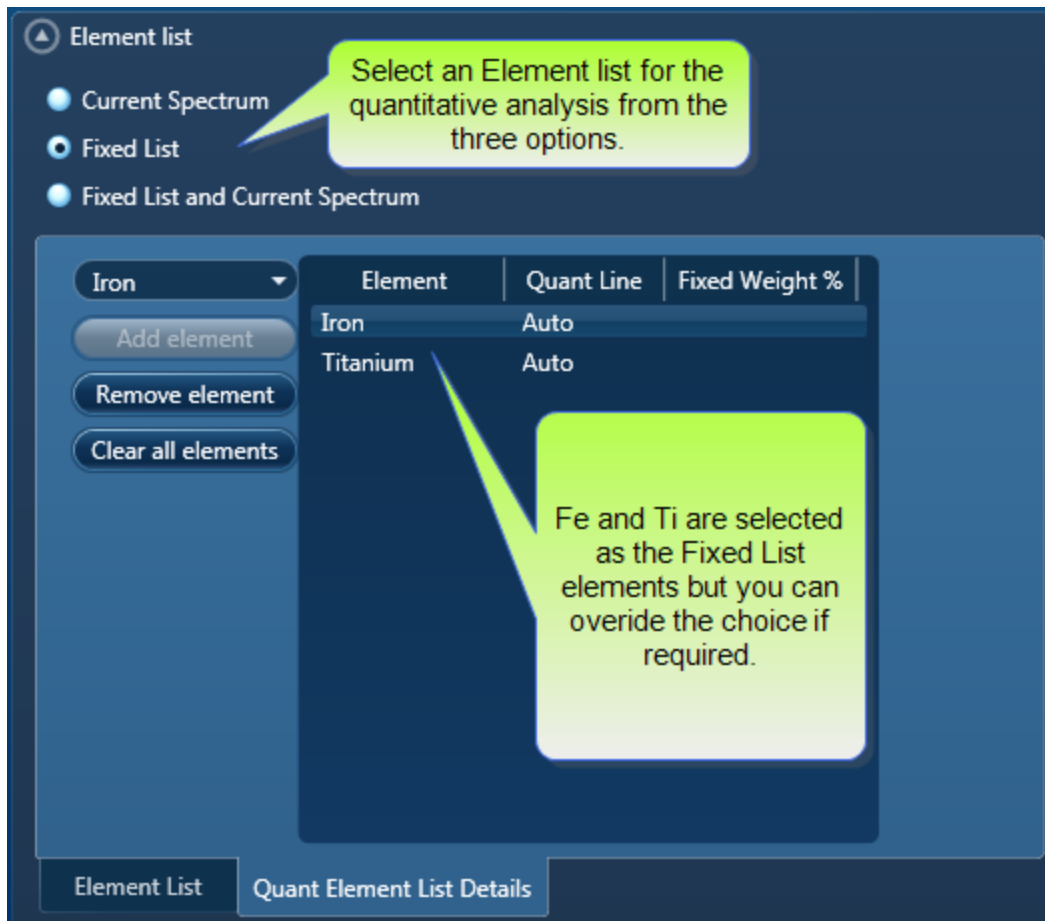 Element list
Select an Element list for the
quantitative analysis from the
three options.
Current Spectrum
Fixed List
Fixed List and Current Spectrum
Iron
Add element
Remove element
Clear all elements
Element Quant Line Fixed Weight %
Iron Auto
Titanium Auto
Fe and Ti are selected
as the Fixed List
elements but you can
overide the choice if
required.
Element List Quant Element List Details